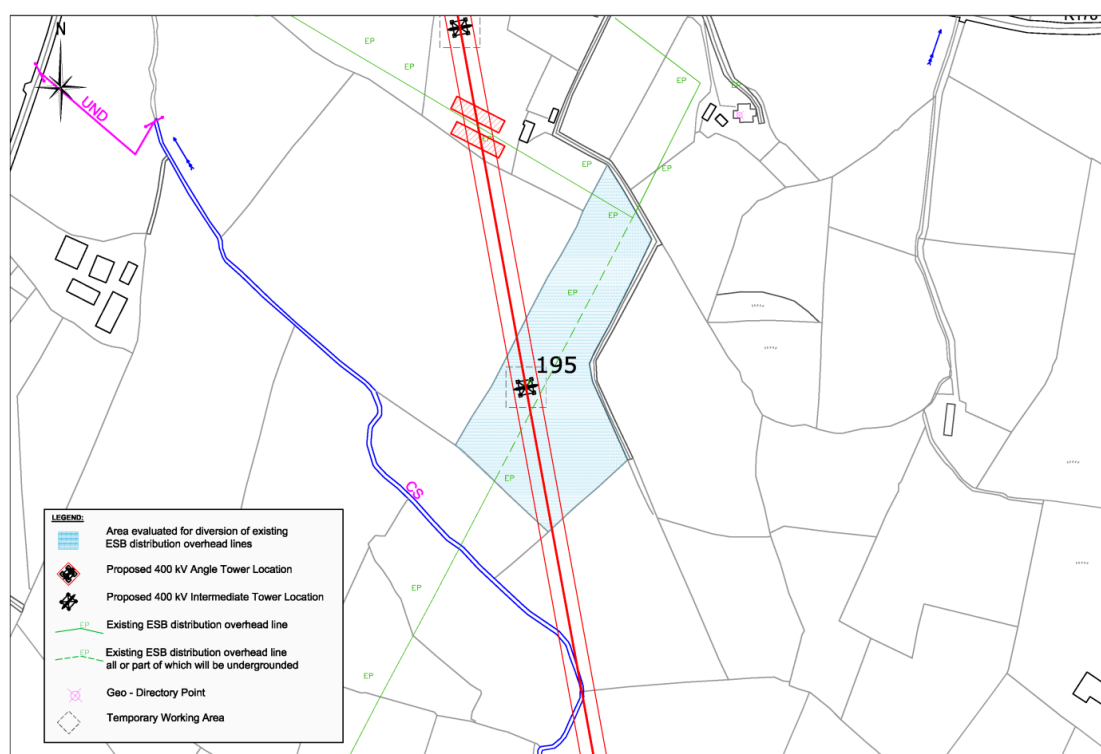 N
UND
EP
EP
EP
EP
EP
EP
EP
EP
195
EP
CS
EP
EP
LEGEND:
Area evaluated for diversion of existing
ESB distribution overhead lines
Proposed 400 kV Angle Tower Location
Proposed 400 kV Intermediate Tower Location
EP
Existing ESB distribution overhead line
EP
Existing ESB distribution overhead line
all or part of which will be undergrounded
Geo - Directory Point
Temporary Working Area